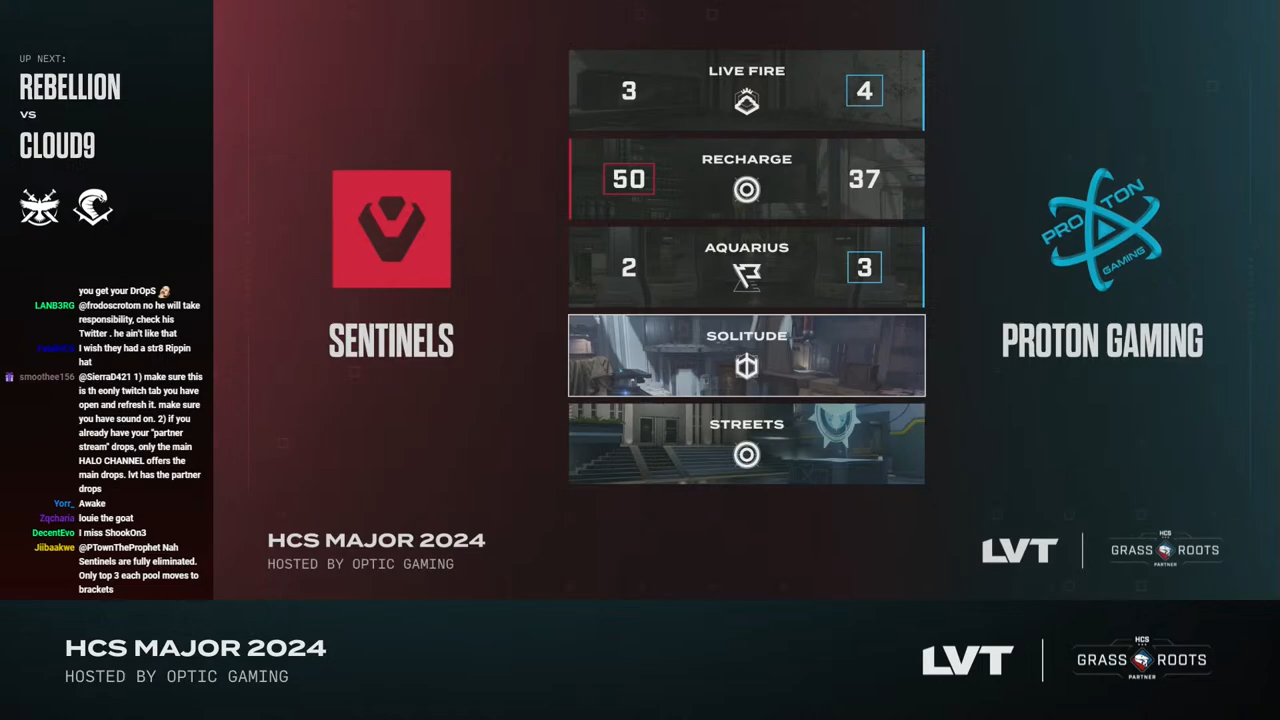 UP NEXT:
REBELLION
VS
CLOUD9
you get your DrOpS
LANB3RG @frodoscrotom no he will take
responsibility, check his
Twitter . he ain't like that
I wish they had a str8 Rippin
hat
smoothee156 @SierraD421 1) make sure this
is th eonly twitch tab you have
open and refresh it. make sure
you have sound on. 2) if you
already have your "partner
stream" drops, only the main
HALO CHANNEL offers the
main drops. lvt has the partner
drops
Yorr_ Awake
Zqcharia louie the goat
DecentEvo I miss ShookOn3
Jiibaakwe @PTownTheProphet Nah
Sentinels are fully eliminated.
Only top 3 each pool moves to
brackets
SENTINELS
3 LIVE FIRE 4
50 RECHARGE 37
2 AQUARIUS 3
SOLITUDE
STREETS
PROTON
GAMING
PROTON GAMING
HCS MAJOR 2024
HOSTED BY OPTIC GAMING
LVT
HCS
GRASS ROOTS
PARTNER
HCS MAJOR 2024
HOSTED BY OPTIC GAMING
LVT
HCS
GRASS ROOTS
PARTNER